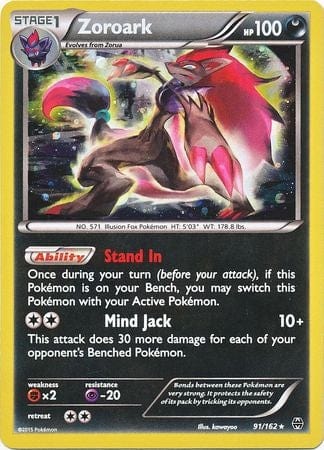 STAGE1
Zoroark
HP100
Evolves from Zorua
NO. 571 Illusion Fox Pokémon HT: 5'03" WT: 178.8 lbs.
Ability Stand In
Once during your turn (before your attack), if this
Pokémon is on your Bench, you may switch this
Pokémon with your Active Pokémon.
Mind Jack 10+
This attack does 30 more damage for each of your
opponent's Benched Pokémon.
weakness resistance
×2 -20
retreat
Bonds between these Pokémon are
very strong. It protects the safety
of its pack by tricking its opponents.
©2015 Pokémon
Illus. kawayoo 91/162